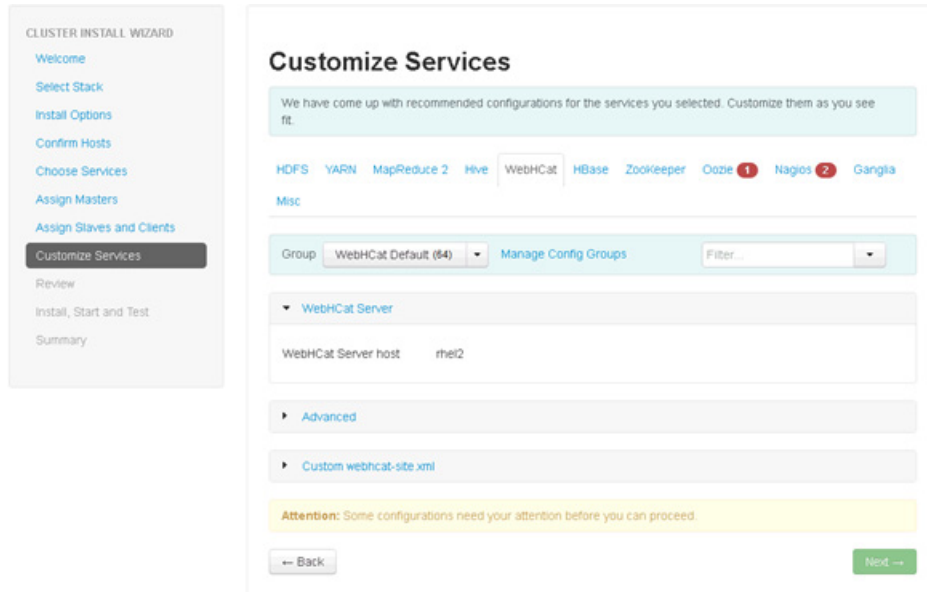 CLUSTER INSTALL WIZARD
Welcome
Select Stack
Install Options
Confirm Hosts
Choose Services
Assign Masters
Assign Slaves and Clients
Customize Services
Review
Install, Start and Test
Summary
Customize Services
We have come up with recommended configurations for the services you selected. Customize them as you see
fit.
HDFS YARN MapReduce 2 Hive WebHCat HBase ZooKeeper Oozie 1 Nagios 2 Ganglia
Misc
Group WebHCat Default (64) Manage Config Groups Filter...
WebHCat Server
WebHCat Server host rhel2
Advanced
Custom webhcat-site.xml
Attention: Some configurations need your attention before you can proceed.
← Back Next →